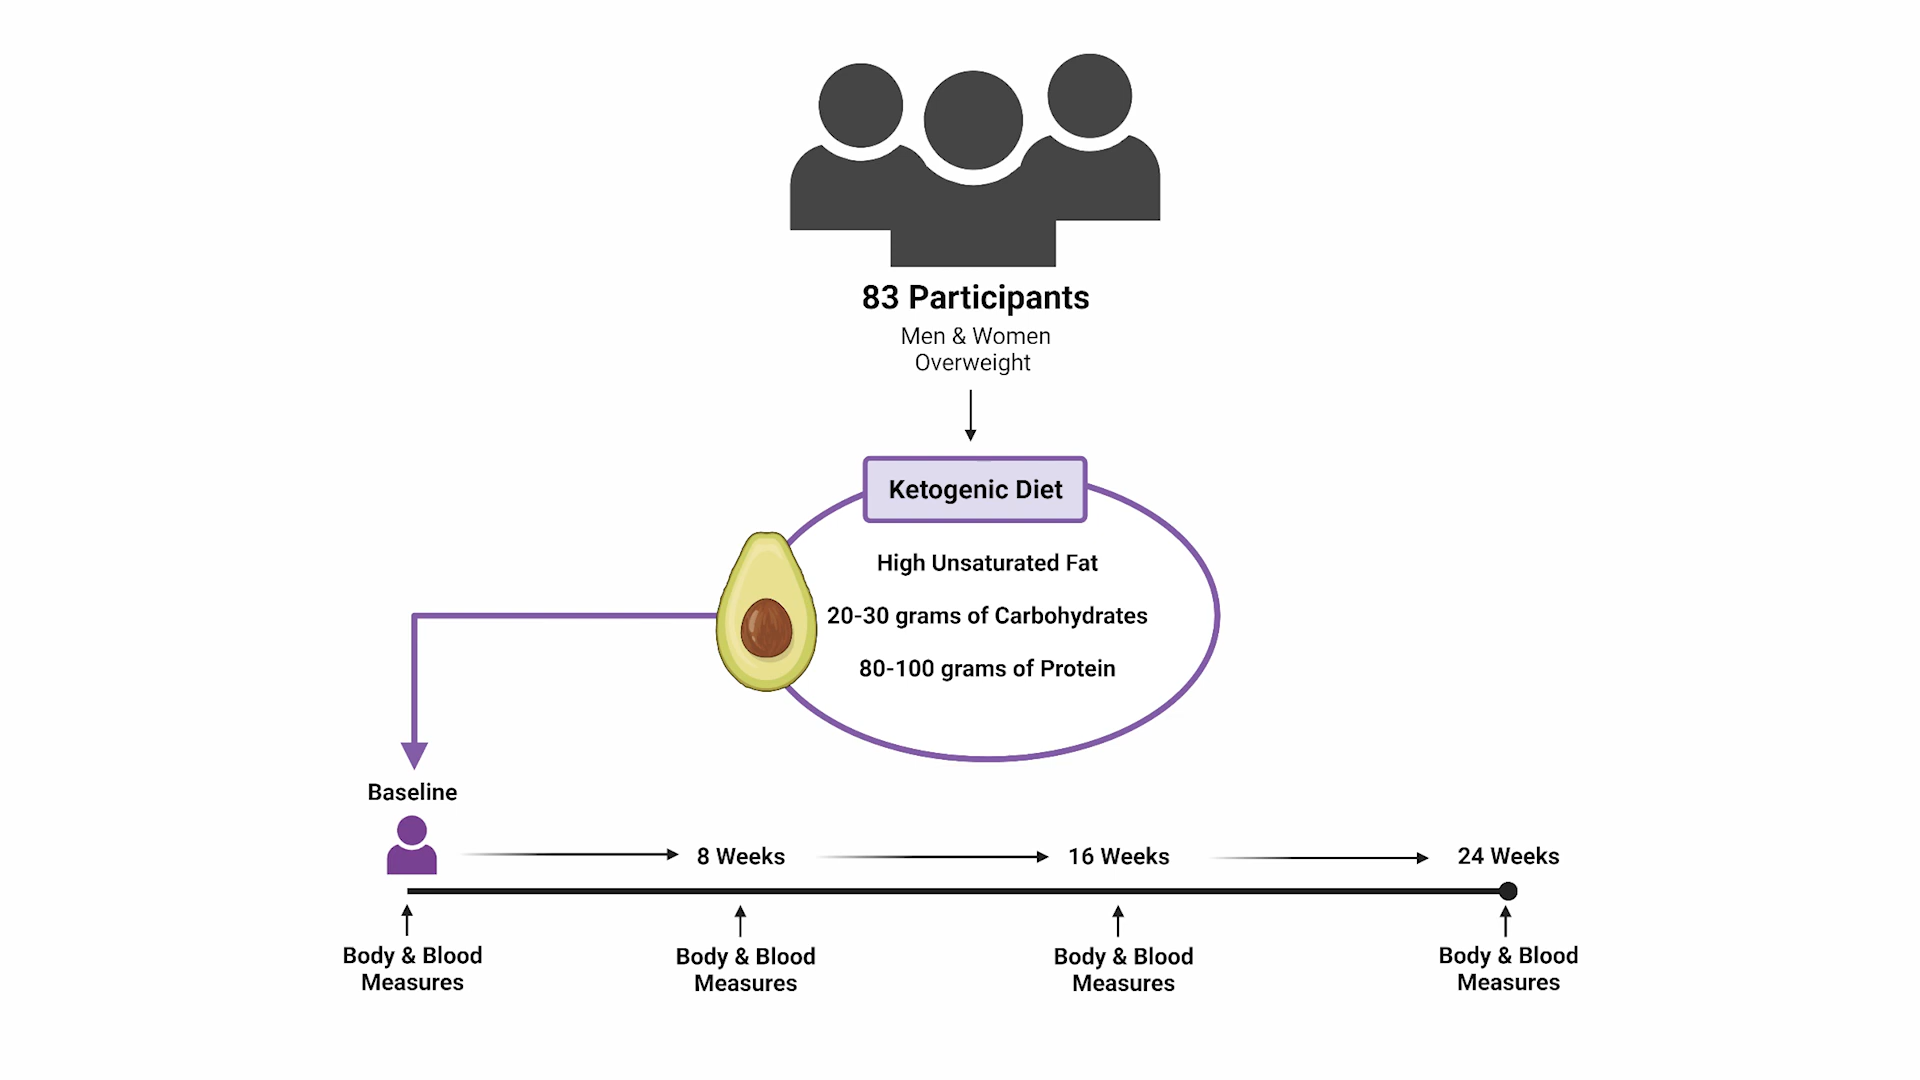 83 Participants
Men & Women
Overweight
Ketogenic Diet
High Unsaturated Fat
20-30 grams of Carbohydrates
80-100 grams of Protein
Baseline
8 Weeks
16 Weeks
24 Weeks
Body & Blood
Measures
Body & Blood
Measures
Body & Blood
Measures
Body & Blood
Measures